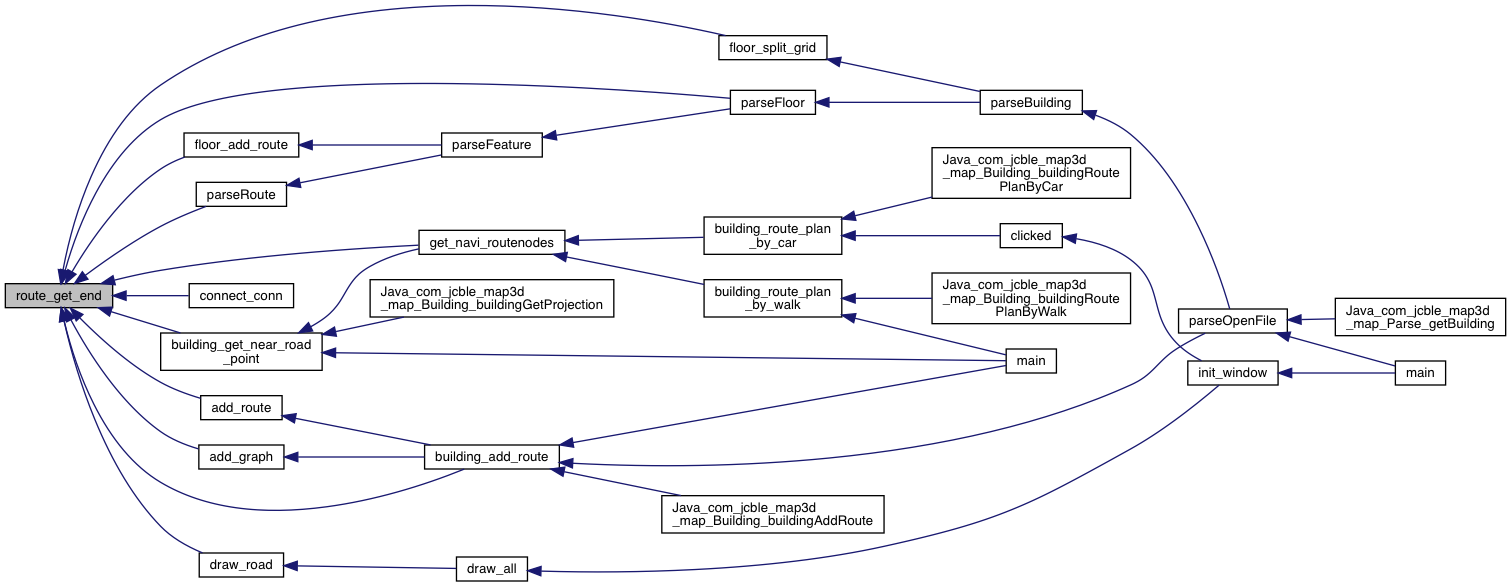 floor_split_grid
parseFloor
parseBuilding
floor_add_route
parseFeature
Java_com_jcble_map3d
_map_Building_buildingRoute
PlanByCar
parseRoute
building_route_plan
_by_car
clicked
get_navi_routenodes
route_get_end
connect_conn
Java_com_jcble_map3d
_map_Building_buildingGetProjection
building_route_plan
_by_walk
Java_com_jcble_map3d
_map_Building_buildingRoute
PlanByWalk
parseOpenFile
Java_com_jcble_map3d
_map_Parse_getBuilding
building_get_near_road
_point
main
init_window
main
add_route
add_graph
building_add_route
Java_com_jcble_map3d
_map_Building_buildingAddRoute
draw_road
draw_all